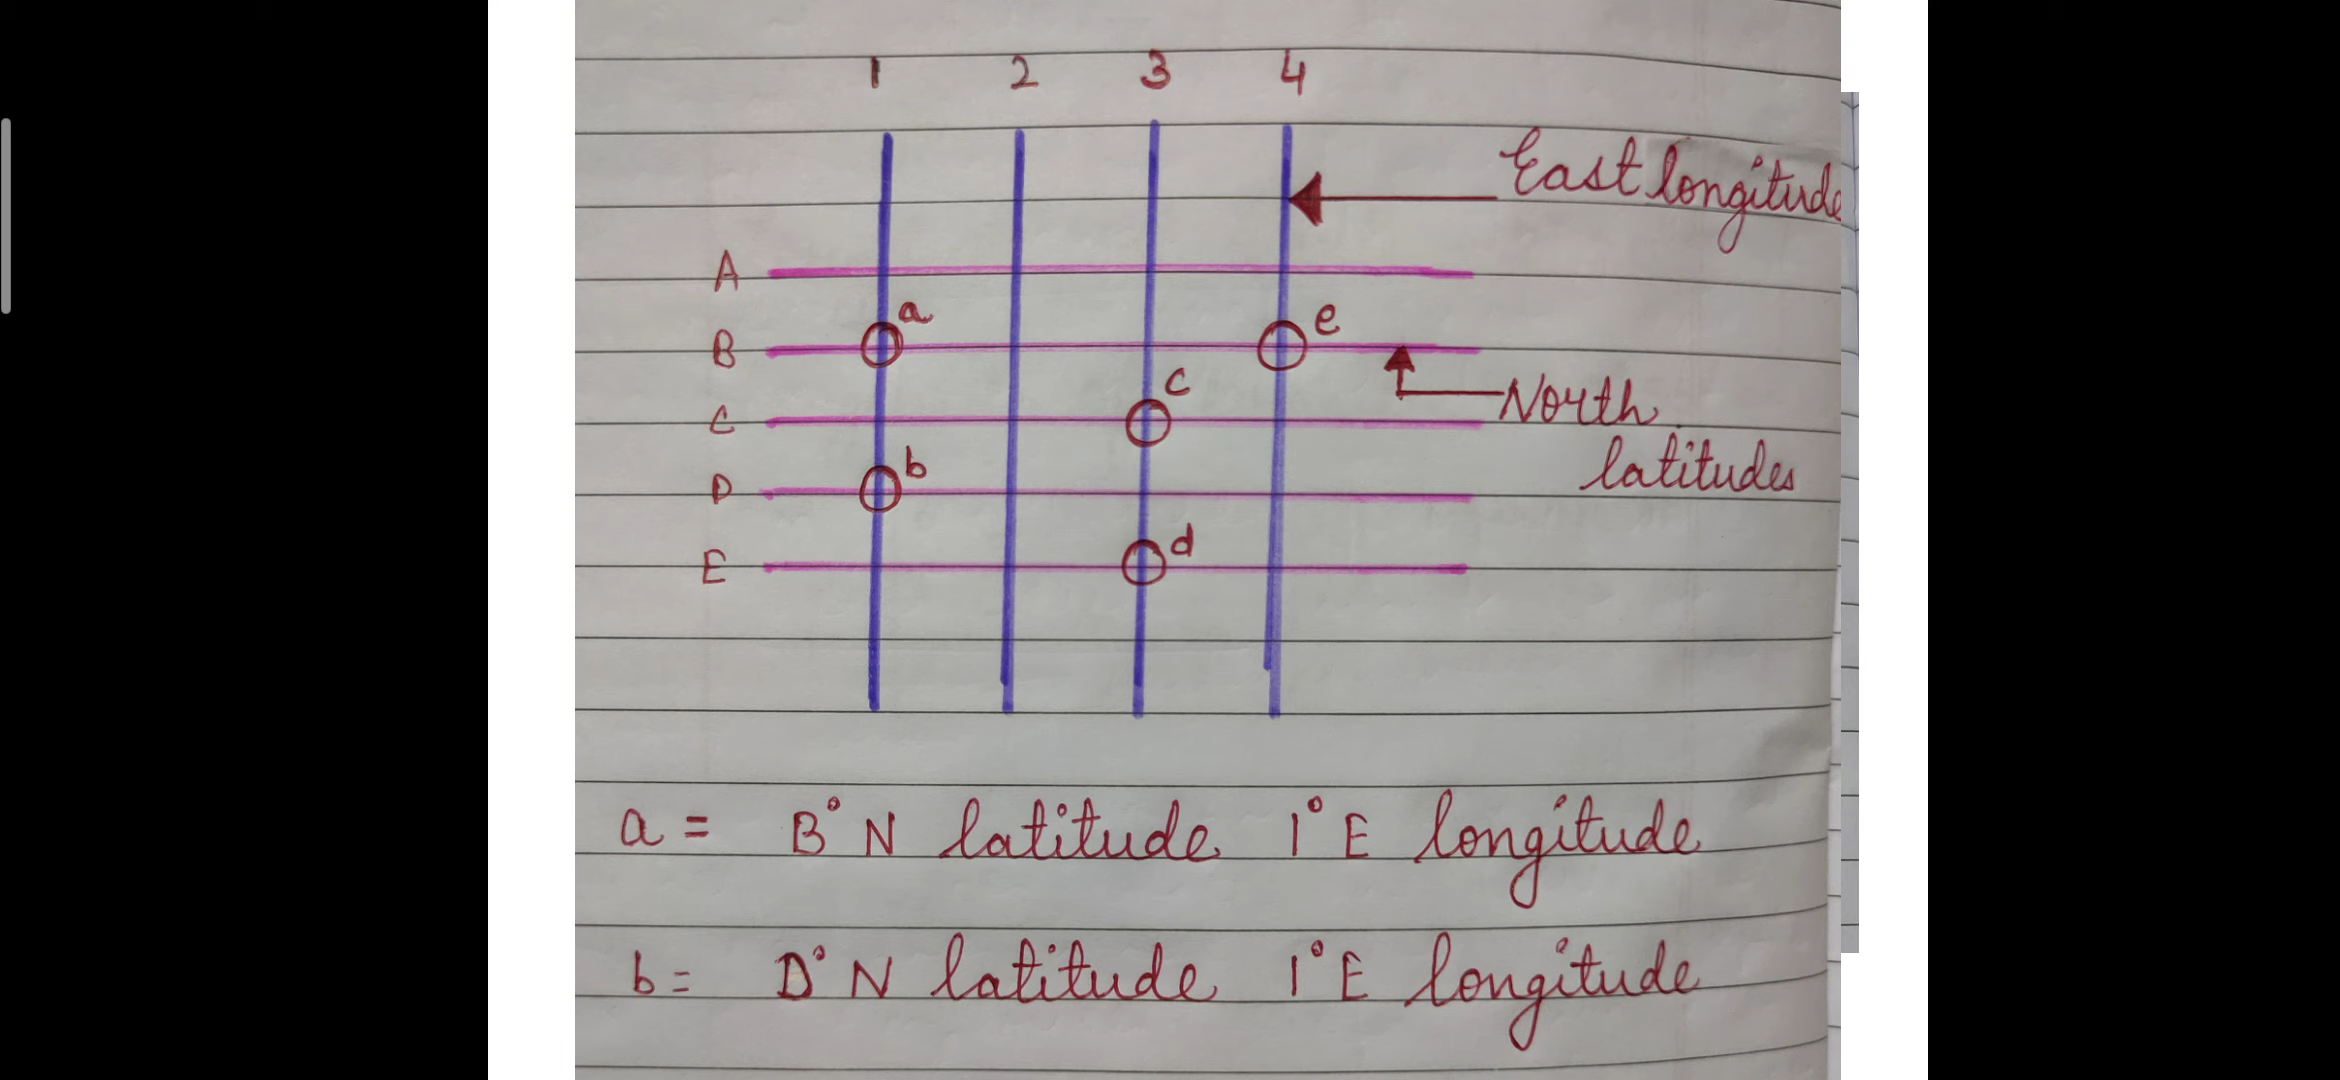 1 2 3 4
East longitude
A
a
B
e
c
C
North
latitudes
b
D
d
E
a = B° N latitude 1° E longitude
b = D° N latitude 1° E longitude